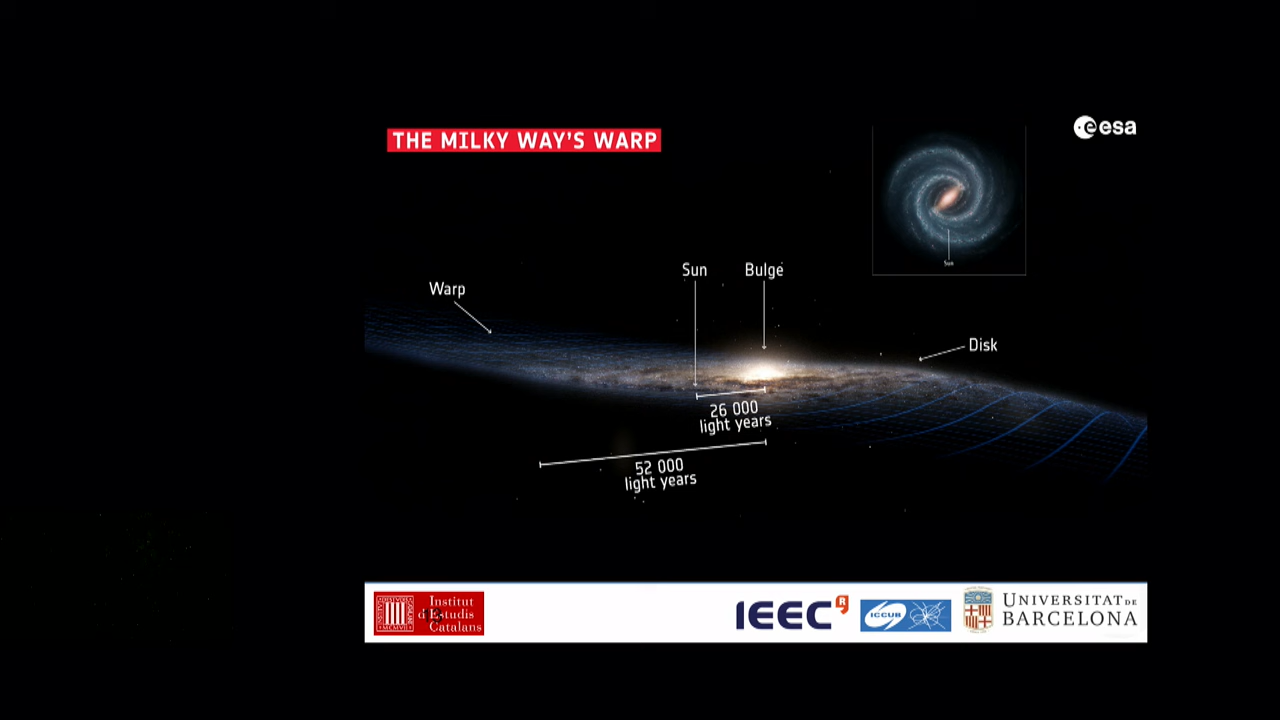 THE MILKY WAY'S WARP
esa
Sun
Warp
Sun
Bulge
Disk
26 000
light years
52 000
light years
Institut
d'Estudis
Catalans
13
IEEC
R
ICCUB
UNIVERSITAT DE
BARCELONA